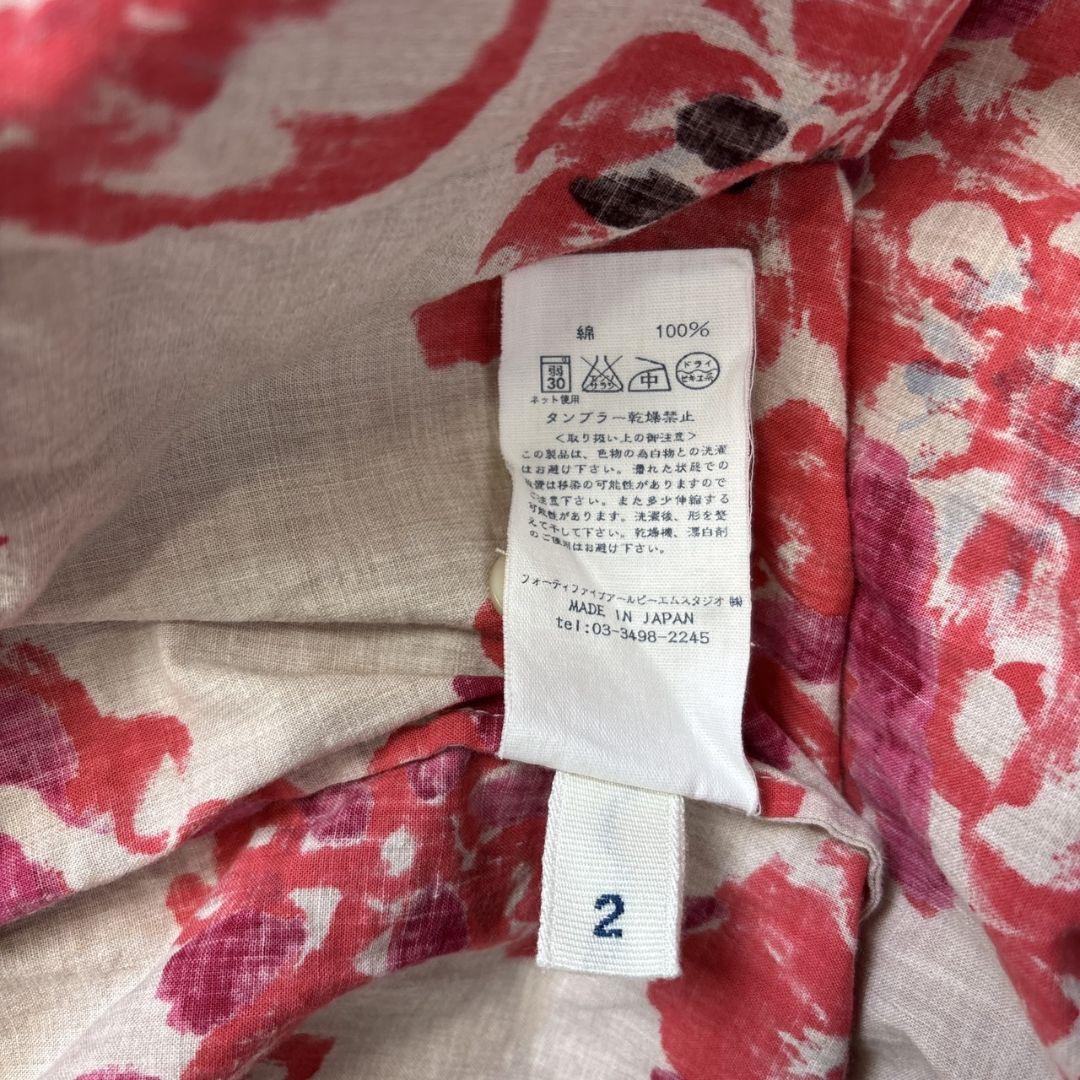 綿 100%
弱 30 エンソ サラシ 中 ドライ セキユ系
ネット使用
タンブラー乾燥禁止
<取り扱い上の御注意>
この製品は、色物の為白物との洗濯
はお避け下さい。濡れた状態での
は移染の可能性がありますので
ご注意下さい。また多少伸縮する
可能性があります。洗濯後、形を整
えて干して下さい。乾燥機、漂白剤
のご使用はお避け下さい。
フォーティファイブアールピーエムスタジオ㈱
MADE IN JAPAN
tel:03-3498-2245
2